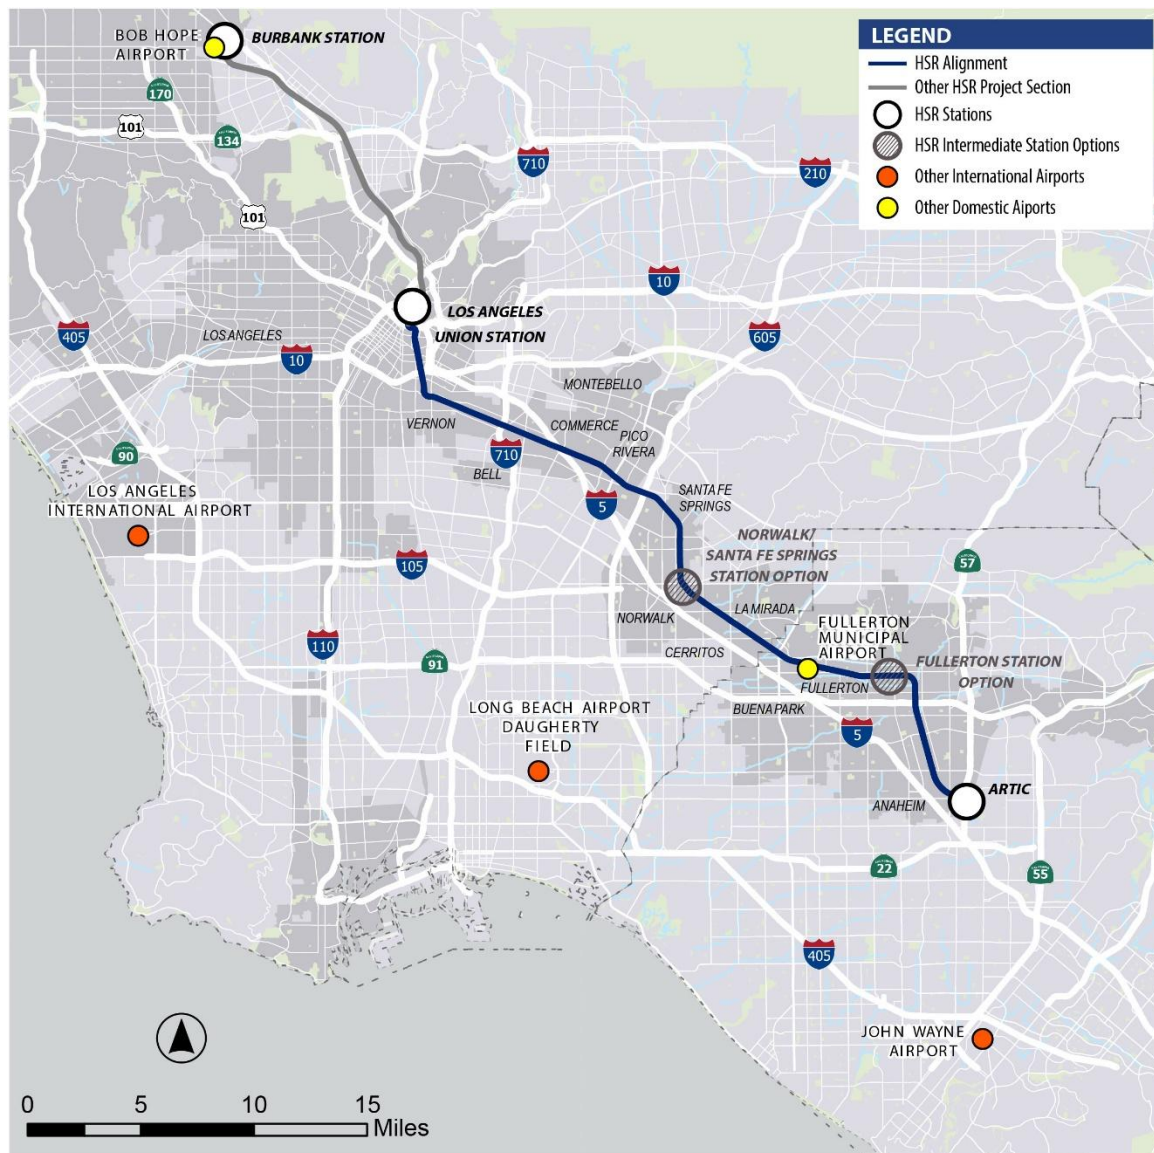 BOB HOPE
AIRPORT
BURBANK STATION
LEGEND
HSR Alignment
Other HSR Project Section
HSR Stations
HSR Intermediate Station Options
Other International Airports
Other Domestic Aiports
170
101
134
710
210
101
10
405
LOS ANGELES
10
LOS ANGELES
UNION STATION
605
MONTEBELLO
VERNON
COMMERCE
PICO
RIVERA
90
710
BELL
LOS ANGELES
INTERNATIONAL AIRPORT
5
SANTA FE
SPRINGS
NORWALK/
SANTA FE SPRINGS
STATION OPTION
57
105
LA MIRADA
NORWALK
FULLERTON
MUNICIPAL
AIRPORT
110
91
CERRITOS
FULLERTON STATION
OPTION
FULLERTON
BUENA PARK
LONG BEACH AIRPORT
DAUGHERTY
FIELD
5
ARTIC
ANAHEIM
22
55
405
JOHN WAYNE
AIRPORT
0 5 10 15
Miles